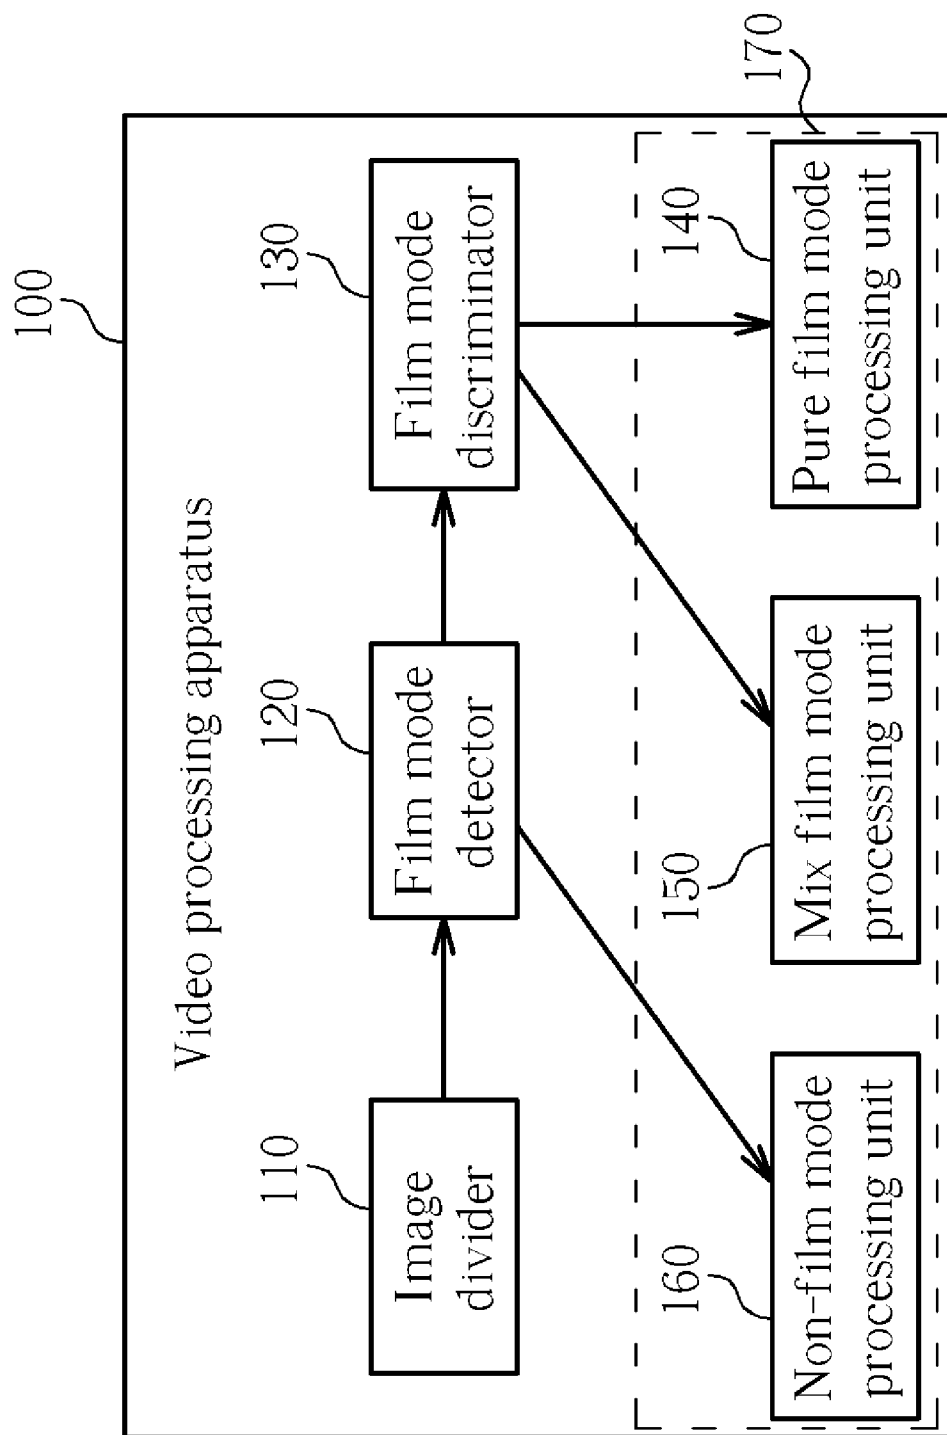 100
Video processing apparatus
110
Image
divider
120
Film mode
detector
130
Film mode
discriminator
170
160
Non-film mode
processing unit
150
Mix film mode
processing unit
140
Pure film mode
processing unit